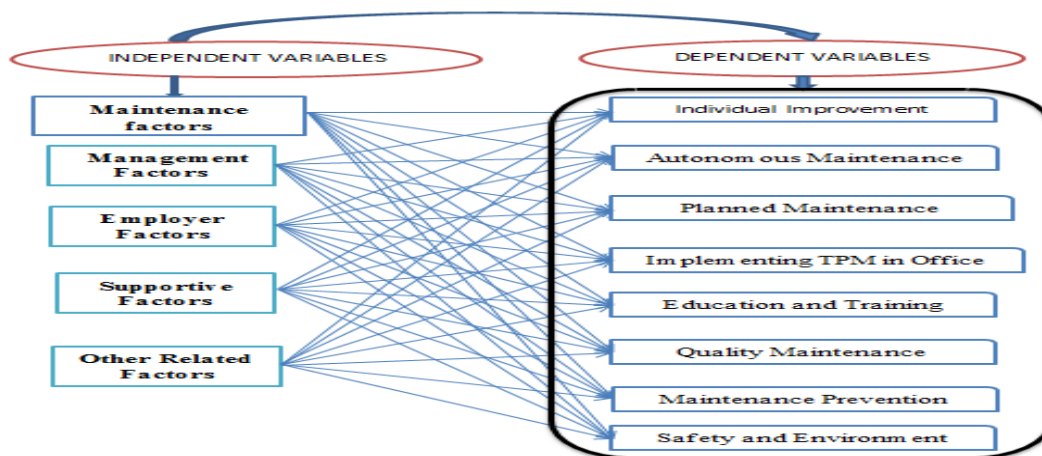 INDEPENDENT VARIABLES
DEPENDENT VARIABLES
Maintenance
factors
Management
Factors
Employer
Factors
Supportive
Factors
Other Related
Factors
Individual Improvement
Autonomous Maintenance
Planned Maintenance
Implementing TPM in Office
Education and Training
Quality Maintenance
Maintenance Prevention
Safety and Environment